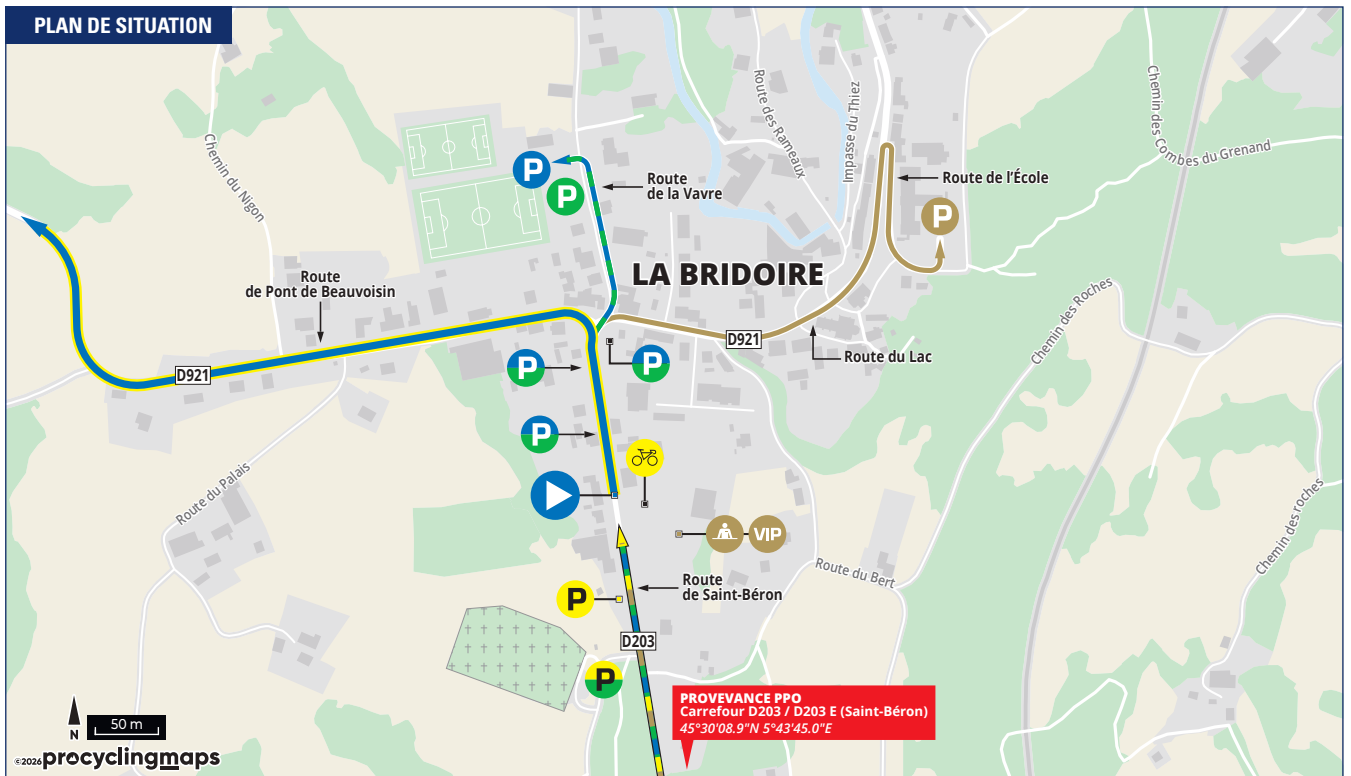 PLAN DE SITUATION
Chemin du Nigon
Route des Rameaux
Impasse du Thiez
Chemin des Combes du Grenand
P
P
Route
de la Vavre
Route de l'École
P
LA BRIDOIRE
Route
de Pont de Beauvoisin
D921
Route du Lac
Chemin des Roches
D921
P
P
P
Route du Palais
VIP
Chemin des roches
Route du Bert
Route
de Saint-Béron
P
D203
P
PROVEVANCE PPO
Carrefour D203 / D203 E (Saint-Béron)
45°30'08.9"N 5°43'45.0"E
50 m
N
©2026 procyclingmaps